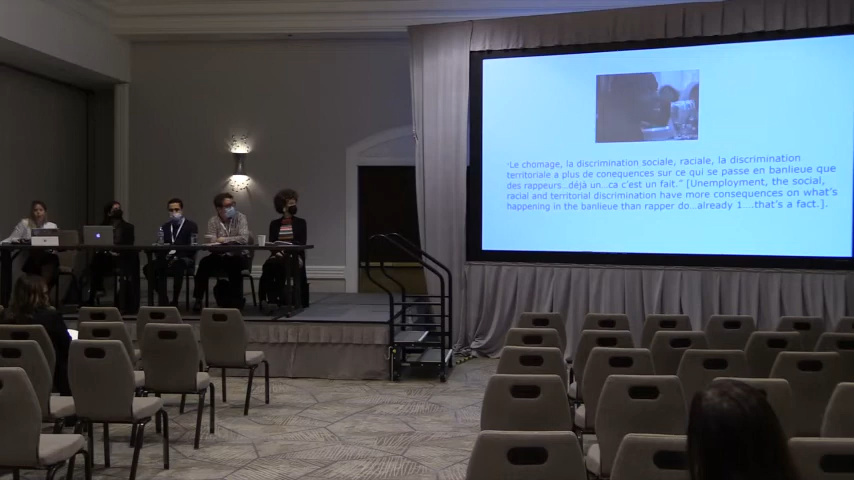 "Le chomage, la discrimination sociale, raciale, la discrimination
territoriale a plus de conequences sur ce qui se passe en banlieue que
des rappeurs…déjà un…ca c'est un fait." [Unemployment, the social,
racial and territorial discrimination have more consequences on what's
happening in the banlieue than rapper do…already 1….that's a fact.].